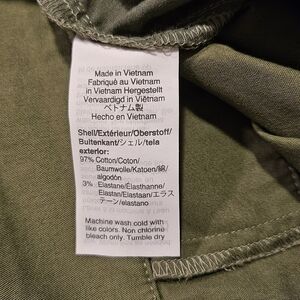 Made in Vietnam
Fabriqué au Vietnam
in Vietnam Hergestellt
Vervaardigd in Viëtnam
ベトナム製
Hecho en Vietnam
Shell/Extérieur/Oberstoff/
Buitenkant/シェル/tela
exterior:
97% Cotton/Coton/
Baumwolle/Katoen/綿/
algodón
3% Elastane/Élasthanne/
Elastan/Elastaan/エラス
テーン/elastano
Machine wash cold with
like colors. Non chlorine
bleach only. Tumble dry